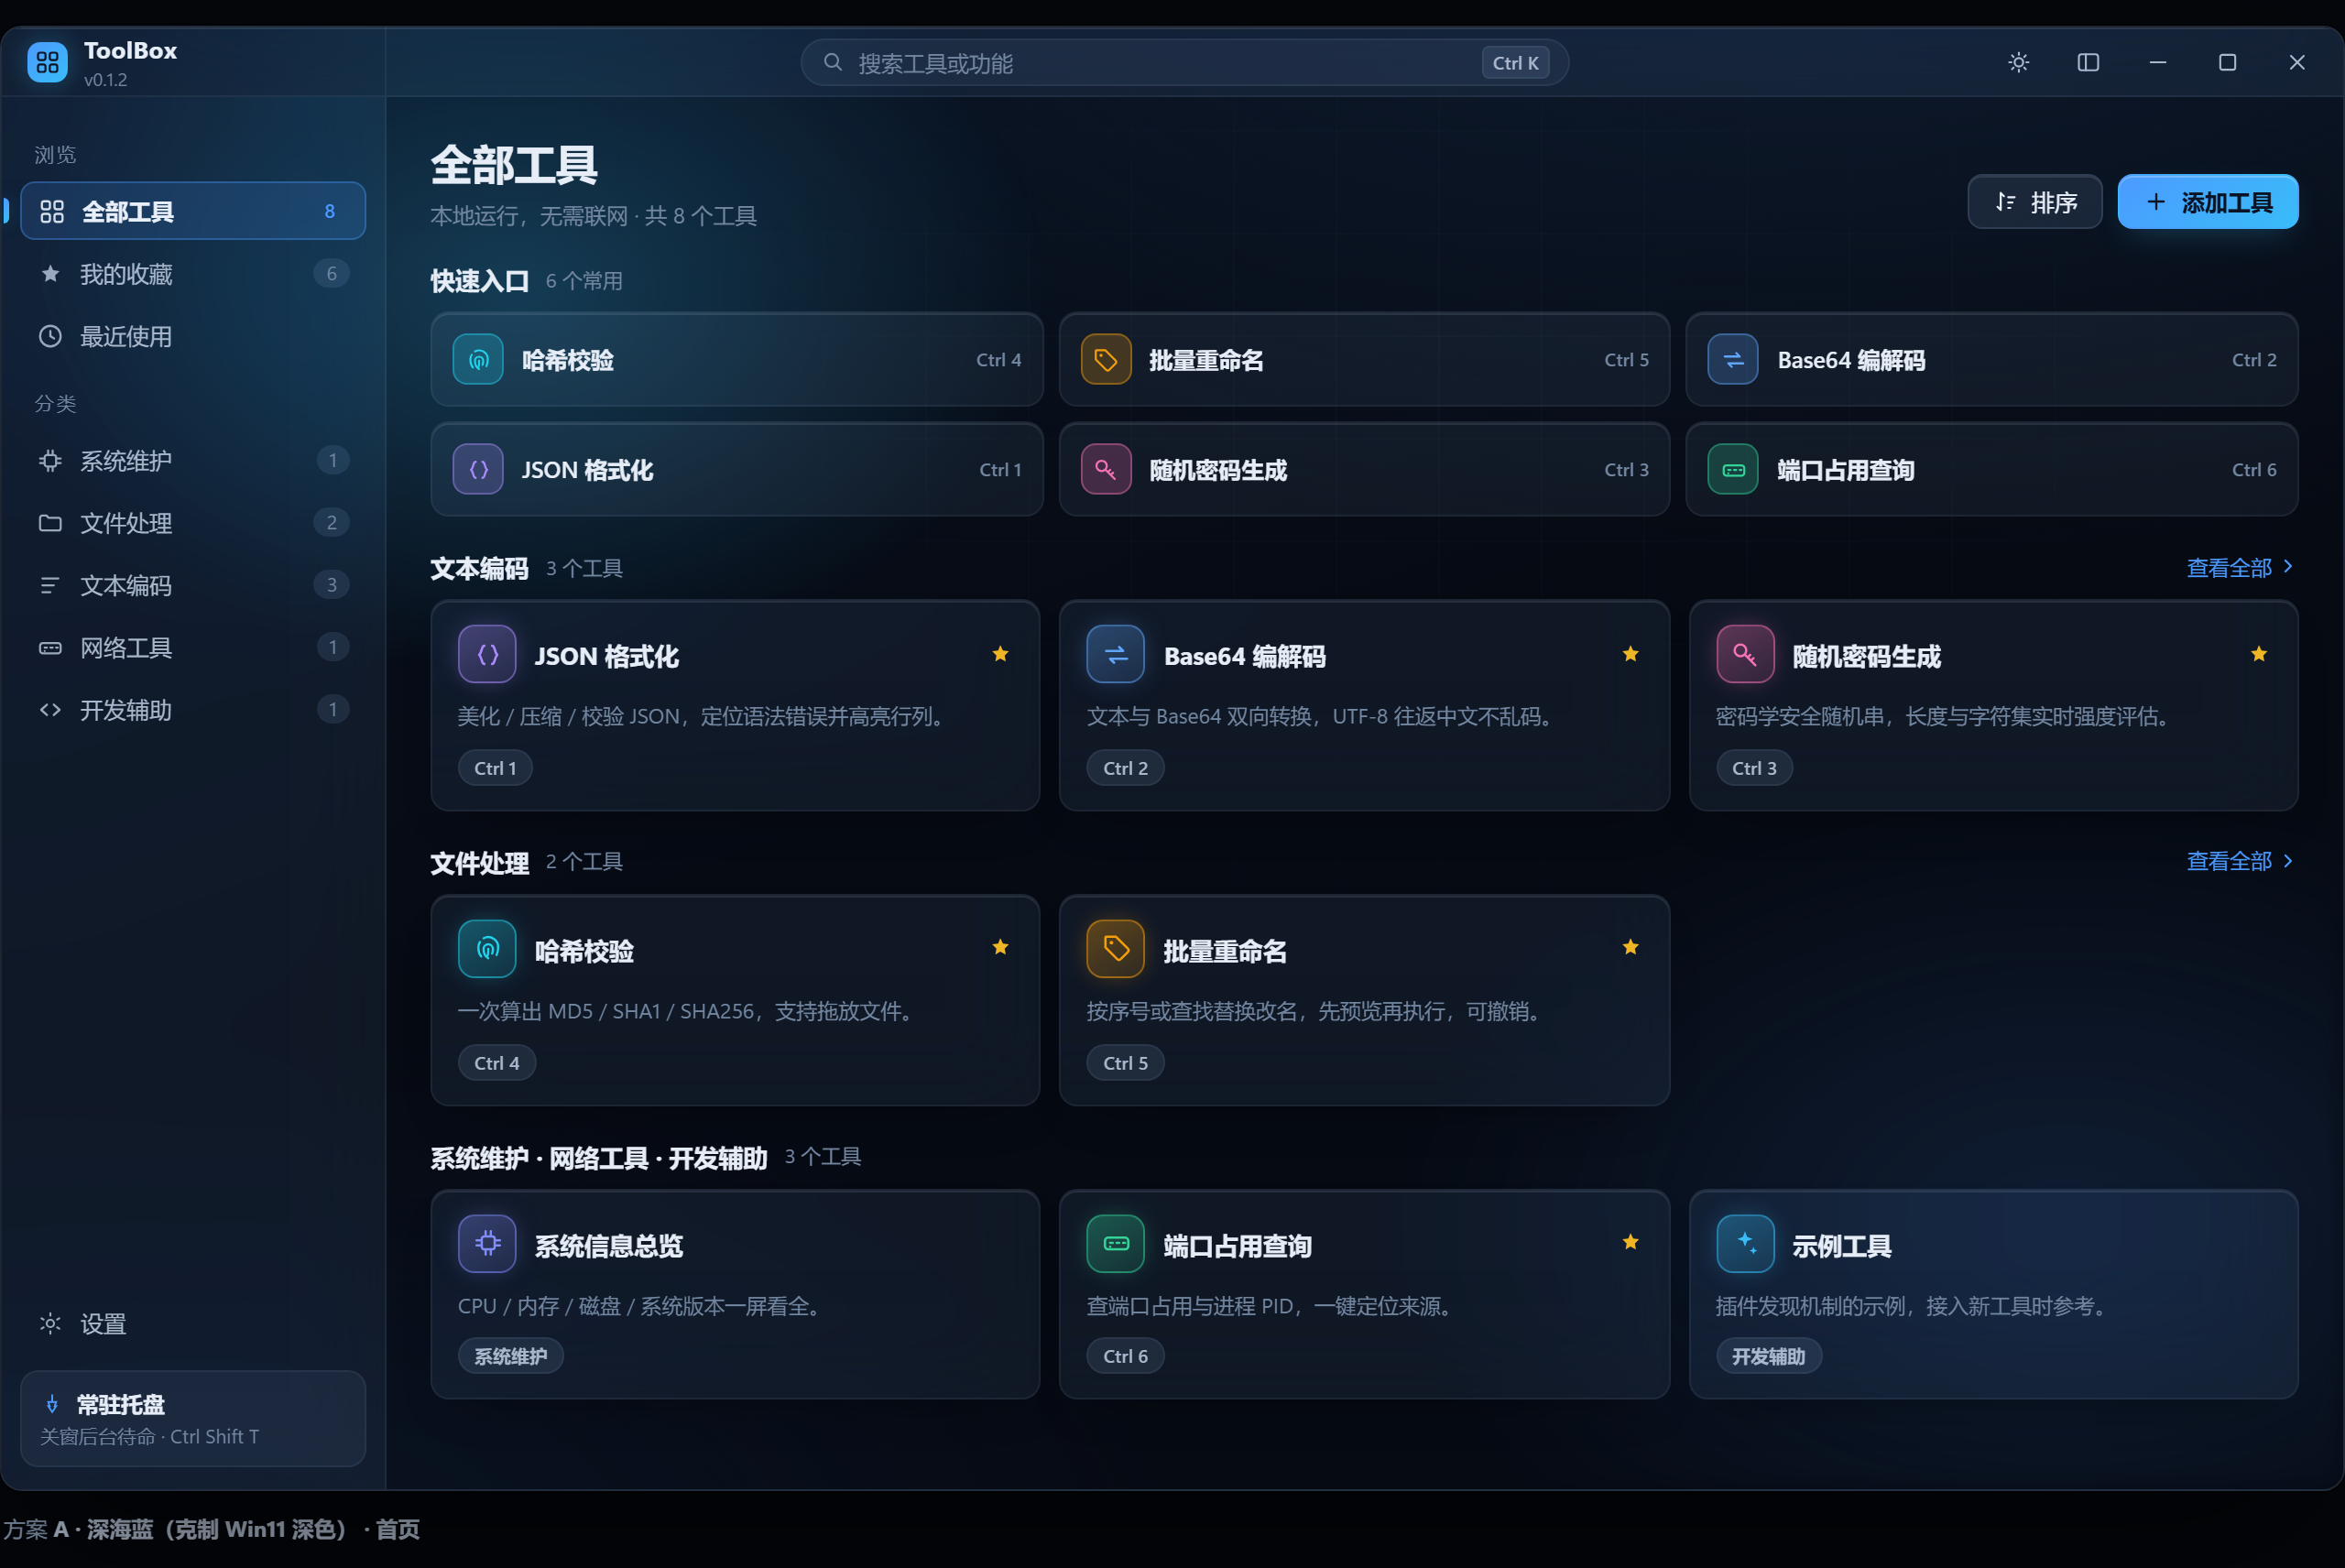 ToolBox
v0.1.2
搜索工具或功能
Ctrl K
浏览
全部工具 8
我的收藏 6
最近使用
分类
系统维护 1
文件处理 2
文本编码 3
网络工具 1
开发辅助 1
设置
常驻托盘
关窗后台待命 · Ctrl Shift T
全部工具
本地运行，无需联网 · 共 8 个工具
排序
添加工具
快速入口 6 个常用
哈希校验 Ctrl 4
批量重命名 Ctrl 5
Base64 编解码 Ctrl 2
JSON 格式化 Ctrl 1
随机密码生成 Ctrl 3
端口占用查询 Ctrl 6
文本编码 3 个工具
查看全部
JSON 格式化
美化 / 压缩 / 校验 JSON，定位语法错误并高亮行列。
Ctrl 1
Base64 编解码
文本与 Base64 双向转换，UTF-8 往返中文不乱码。
Ctrl 2
随机密码生成
密码学安全随机串，长度与字符集实时强度评估。
Ctrl 3
文件处理 2 个工具
查看全部
哈希校验
一次算出 MD5 / SHA1 / SHA256，支持拖放文件。
Ctrl 4
批量重命名
按序号或查找替换改名，先预览再执行，可撤销。
Ctrl 5
系统维护 · 网络工具 · 开发辅助 3 个工具
系统信息总览
CPU / 内存 / 磁盘 / 系统版本一屏看全。
系统维护
端口占用查询
查端口占用与进程 PID，一键定位来源。
Ctrl 6
示例工具
插件发现机制的示例，接入新工具时参考。
开发辅助
方案 A · 深海蓝（克制 Win11 深色） · 首页